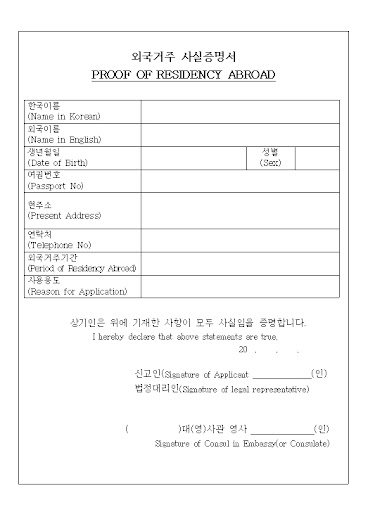 외국거주 사실증명서
PROOF OF RESIDENCY ABROAD
한국이름
(Name in Korean)
외국이름
(Name in English)
생년월일
(Date of Birth)
성별
(Sex)
여권번호
(Passport No)
현주소
(Present Address)
연락처
(Telephone No)
외국거주기간
(Period of Residency Abroad)
사용용도
(Reason for Application)
상기인은 위에 기재한 사항이 모두 사실임을 증명합니다.
I hereby declare that above statements are true.
20 . . .
신고인(Signature of Applicant ____________(인)
법정대리인(Signature of legal representative)
( )대(영)사관 영사 ____________(인)
Signature of Consul in Embassy(or Consulate)